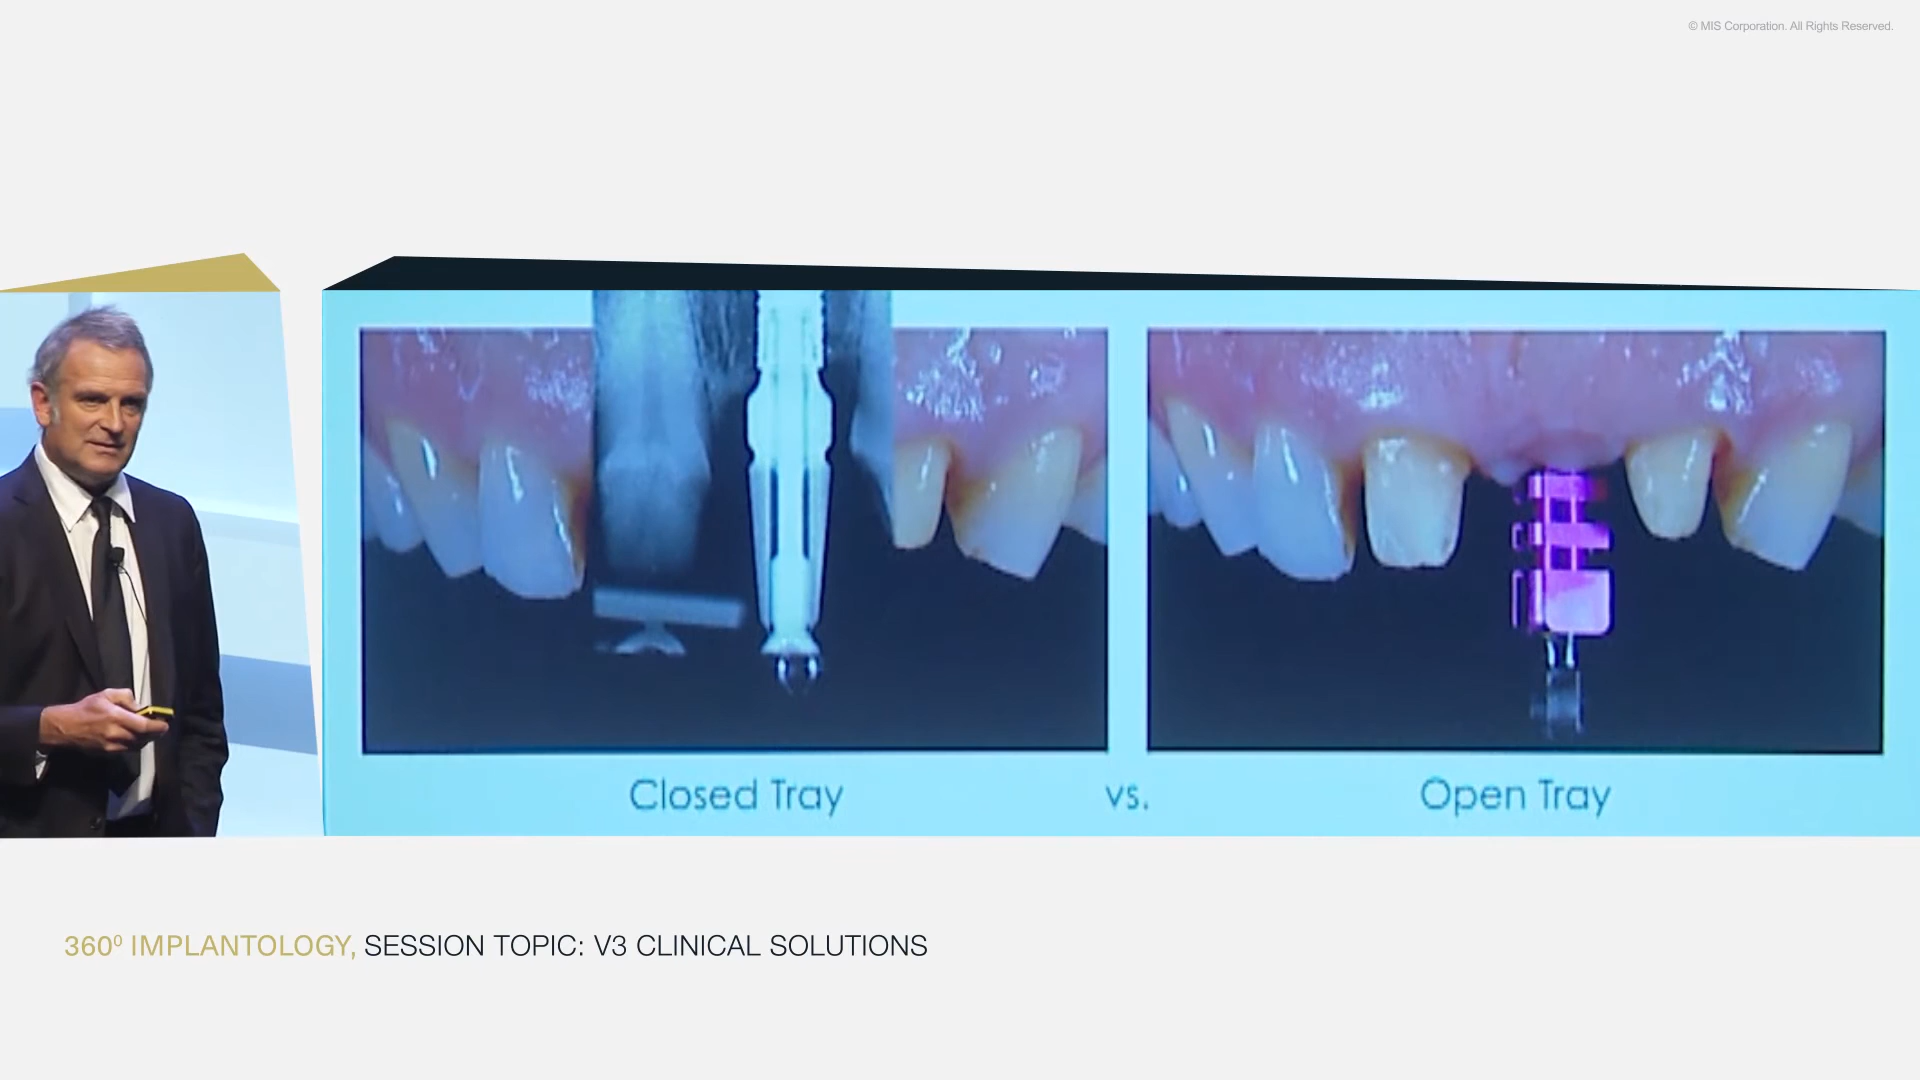 © MIS Corporation. All Rights Reserved.
Closed Tray vs. Open Tray
360⁰ IMPLANTOLOGY, SESSION TOPIC: V3 CLINICAL SOLUTIONS